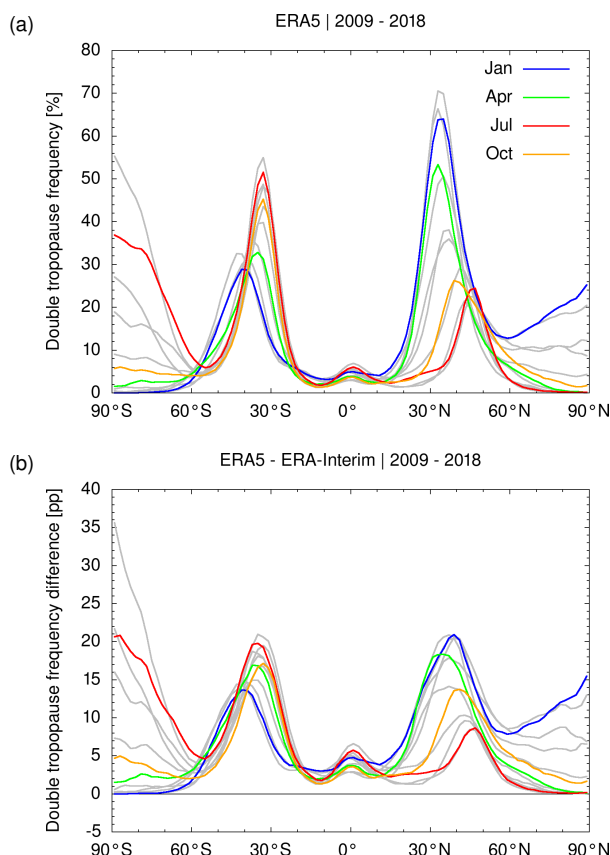 (a)
ERA5 | 2009 - 2018
Double tropopause frequency [%]
80
70
60
50
40
30
20
10
0
Jan
Apr
Jul
Oct
90°S 60°S 30°S 0° 30°N 60°N 90°N
(b)
ERA5 - ERA-Interim | 2009 - 2018
Double tropopause frequency difference [pp]
40
35
30
25
20
15
10
5
0
-5
90°S 60°S 30°S 0° 30°N 60°N 90°N